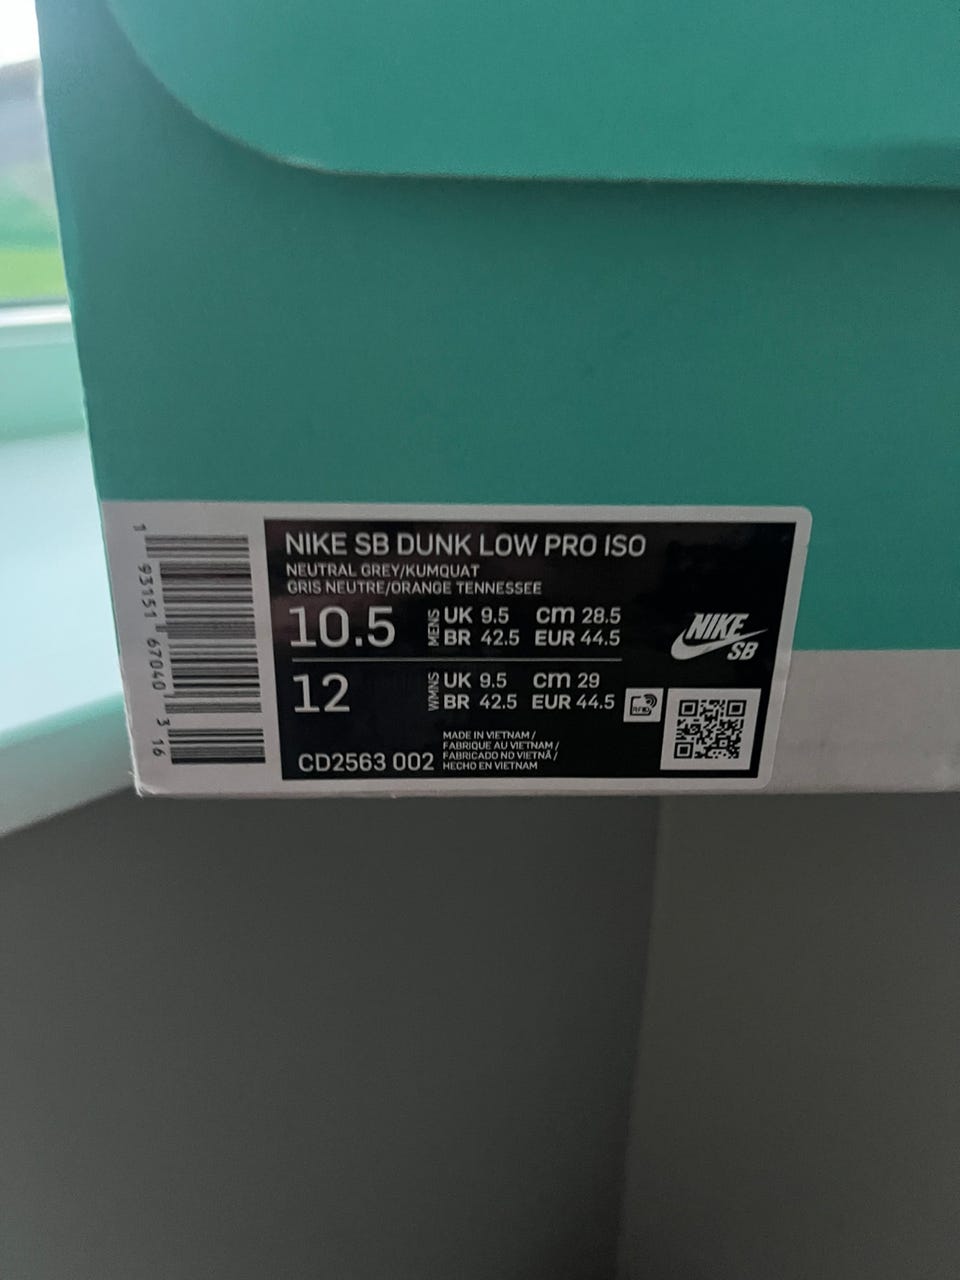 NIKE SB DUNK LOW PRO ISO
NEUTRAL GREY/KUMQUAT
GRIS NEUTRE/ORANGE TENNESSEE
10.5 MENS UK 9.5 cm 28.5
BR 42.5 EUR 44.5
12 WMNS UK 9.5 cm 29
BR 42.5 EUR 44.5
CD2563 002
MADE IN VIETNAM /
FABRIQUE AU VIETNAM /
FABRICADO NO VIETNÃ /
HECHO EN VIETNAM
RFID
NIKE
SB
1 93151 67040 3 16